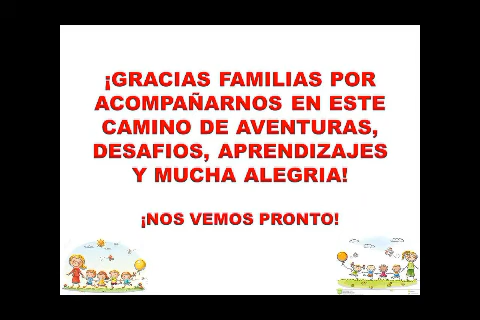 ¡GRACIAS FAMILIAS POR
ACOMPAÑARNOS EN ESTE
CAMINO DE AVENTURAS,
DESAFIOS, APRENDIZAJES
Y MUCHA ALEGRIA!
¡NOS VEMOS PRONTO!